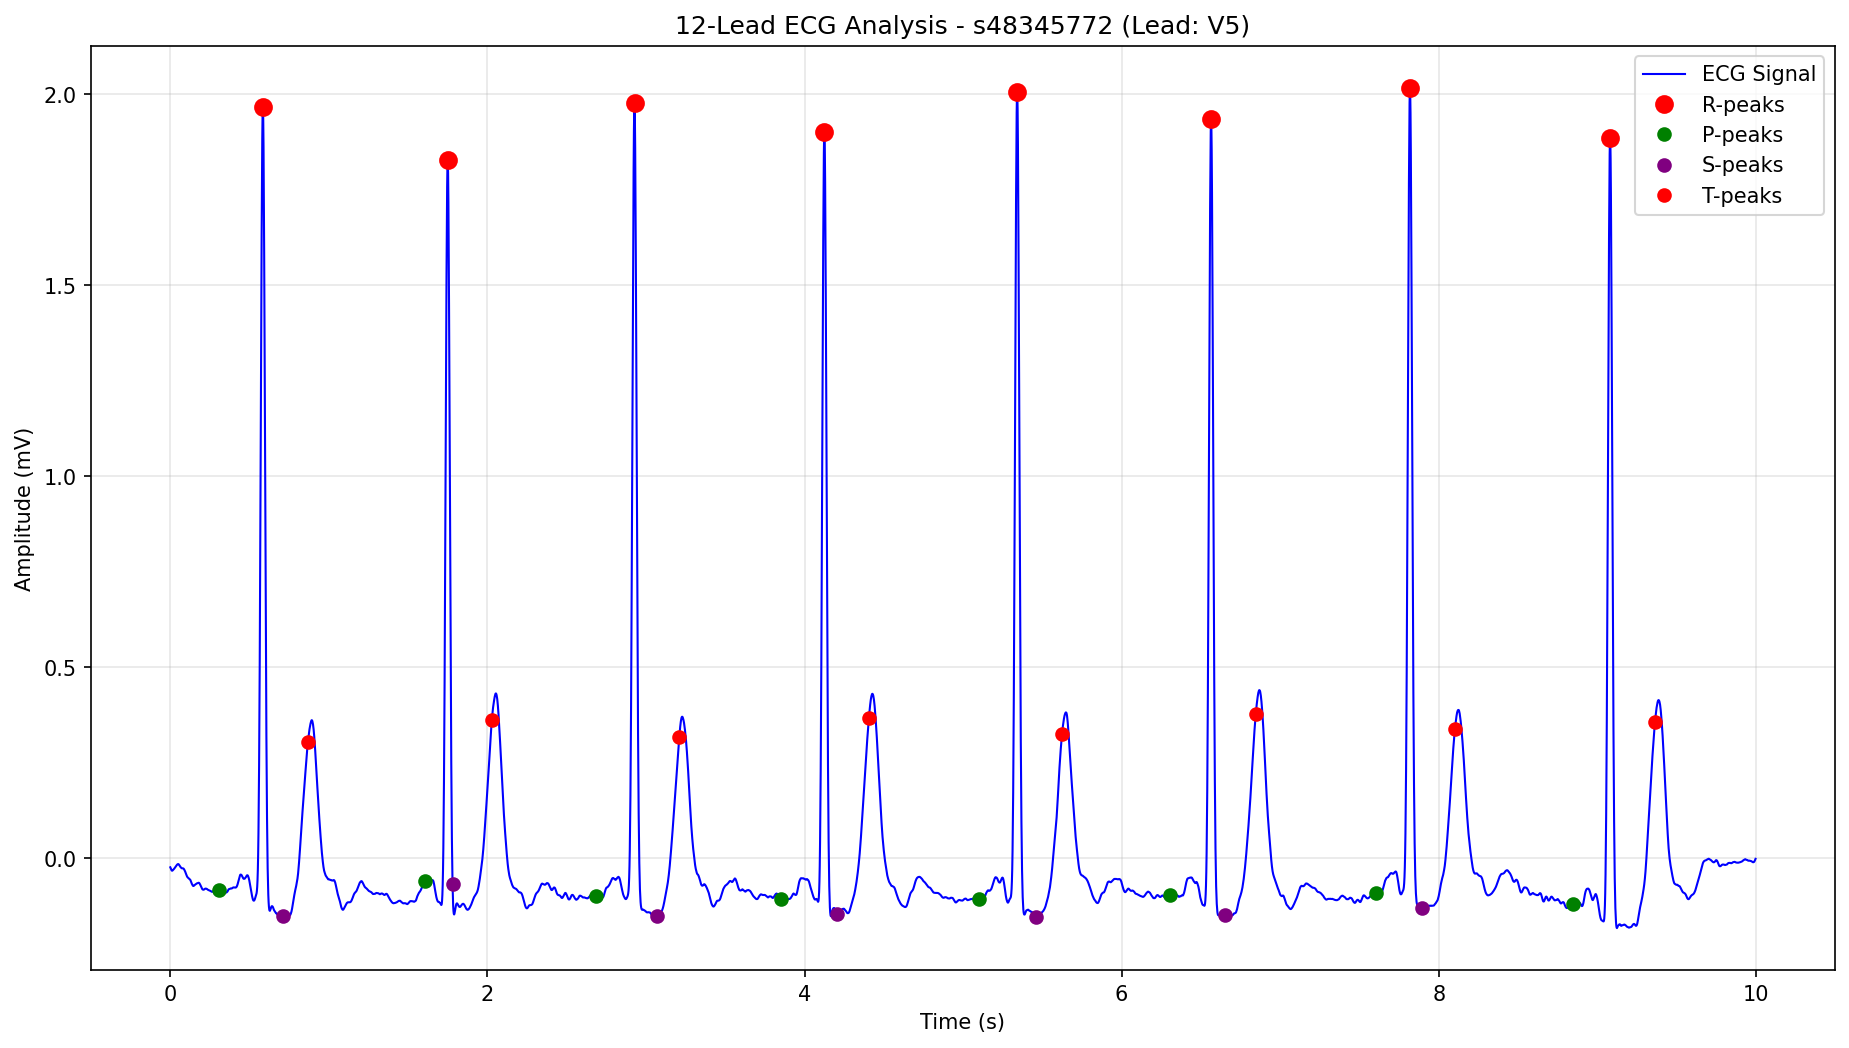 12-Lead ECG Analysis - s48345772 (Lead: V5)
ECG Signal
R-peaks
P-peaks
S-peaks
T-peaks
Amplitude (mV)
2.0
1.5
1.0
0.5
0.0
0 2 4 6 8 10
Time (s)